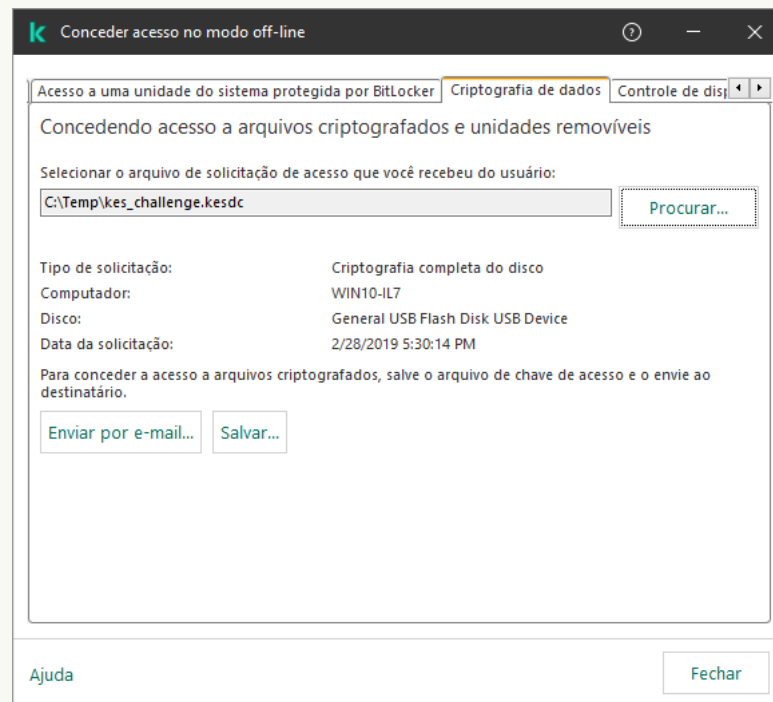 Conceder acesso no modo off-line
Acesso a uma unidade do sistema protegida por BitLocker
Criptografia de dados
Controle de disp
Concedendo acesso a arquivos criptografados e unidades removíveis
Selecionar o arquivo de solicitação de acesso que você recebeu do usuário:
C:\Temp\kes_challenge.kesdc
Procurar...
Tipo de solicitação: Criptografia completa do disco
Computador: WIN10-IL7
Disco: General USB Flash Disk USB Device
Data da solicitação: 2/28/2019 5:30:14 PM
Para conceder a acesso a arquivos criptografados, salve o arquivo de chave de acesso e o envie ao
destinatário.
Enviar por e-mail... Salvar...
Ajuda
Fechar